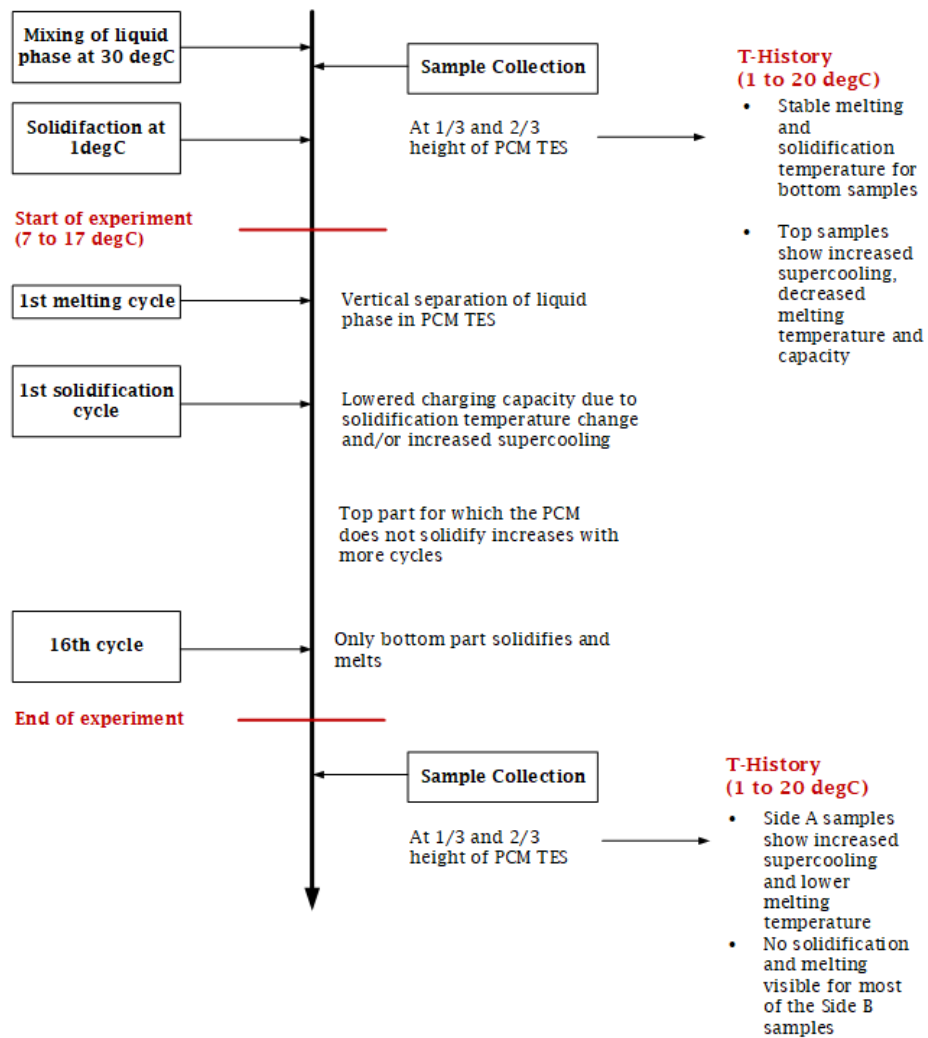 Mixing of liquid
phase at 30 degC
Sample Collection
T-History
(1 to 20 degC)
• Stable melting
and
solidification
temperature for
bottom samples
• Top samples
show increased
supercooling,
decreased
melting
temperature and
capacity
Solidifaction at
1degC
At 1/3 and 2/3
height of PCM TES
Start of experiment
(7 to 17 degC)
1st melting cycle
Vertical separation of liquid
phase in PCM TES
1st solidification
cycle
Lowered charging capacity due to
solidification temperature change
and/or increased supercooling
Top part for which the PCM
does not solidify increases with
more cycles
16th cycle
Only bottom part solidifies and
melts
End of experiment
Sample Collection
At 1/3 and 2/3
height of PCM TES
T-History
(1 to 20 degC)
• Side A samples
show increased
supercooling
and lower
melting
temperature
• No solidification
and melting
visible for most
of the Side B
samples